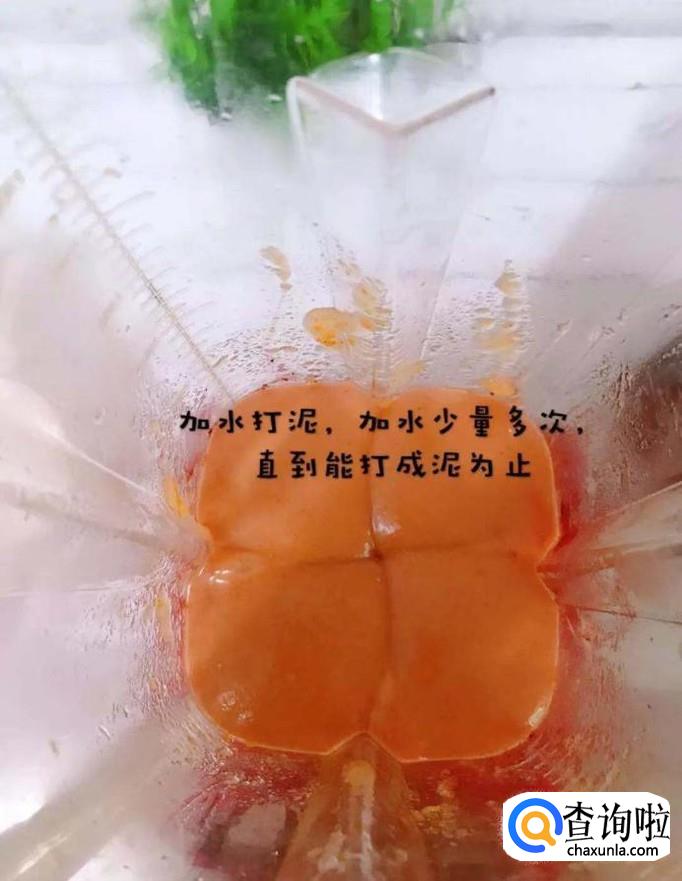 加水打泥，加水少量多次，
直到能打成泥为止
查询啦
chaxunla.com